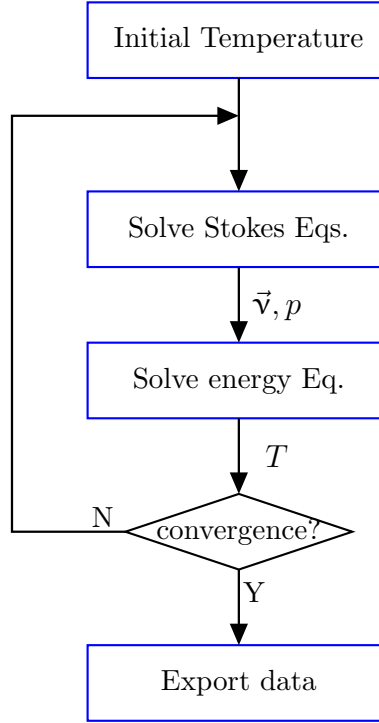 Initial Temperature
Solve Stokes Eqs.
v⃗, p
Solve energy Eq.
T
N
convergence?
Y
Export data